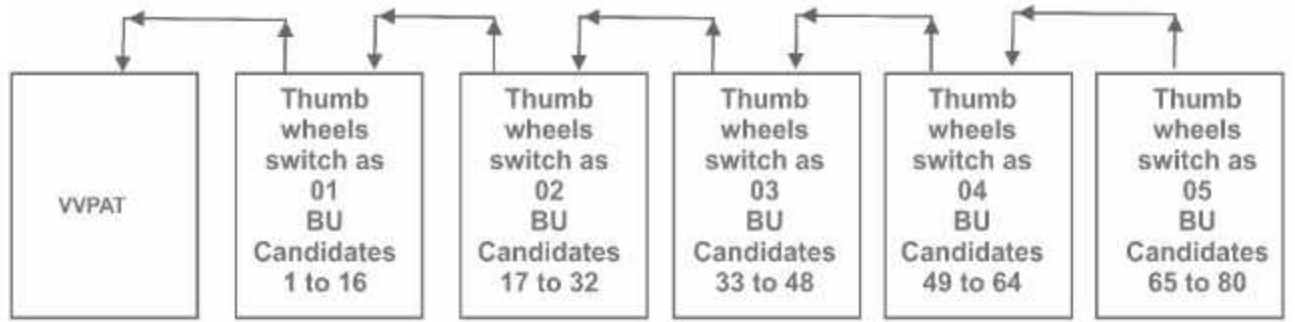 VVPAT
Thumb
wheels
switch as
01
BU
Candidates
1 to 16
Thumb
wheels
switch as
02
BU
Candidates
17 to 32
Thumb
wheels
switch as
03
BU
Candidates
33 to 48
Thumb
wheels
switch as
04
BU
Candidates
49 to 64
Thumb
wheels
switch as
05
BU
Candidates
65 to 80